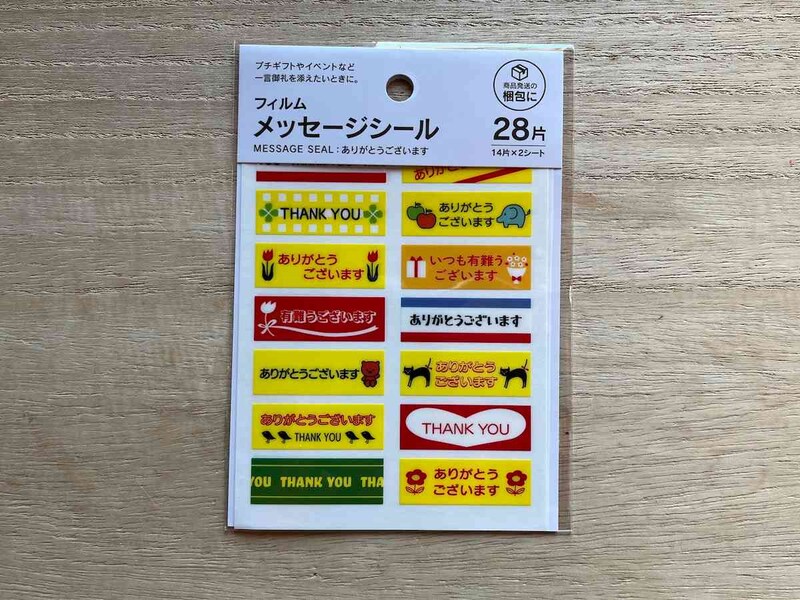 プチギフトやイベントなど
一言御礼を添えたいときに。
フィルム
メッセージシール
MESSAGE SEAL：ありがとうございます
商品発送の
梱包に
28片
14片×2シート
ありが
THANK YOU
ありがとう
ございます
ありがとう
ございます
いつも有難う
ございます
有難うございます
ありがとうございます
ありがとうございます
ありがとう
ございます
ありがとうございます
THANK YOU
THANK YOU
YOU THANK YOU THA
ありがとう
ございます